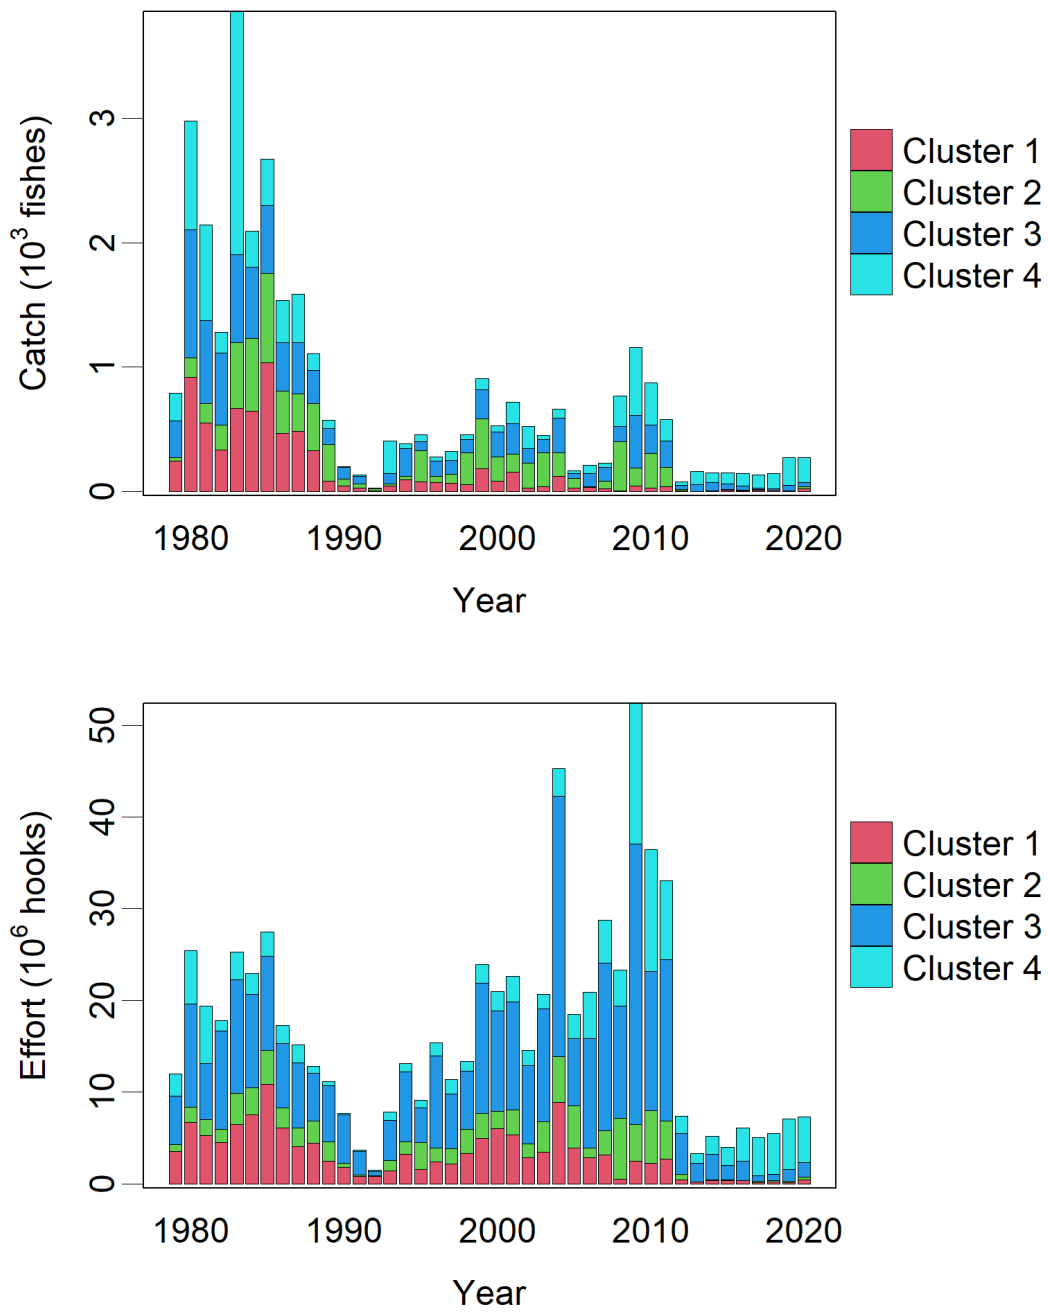 Catch (10³ fishes)
3
2
1
0
1980 1990 2000 2010 2020
Year
Cluster 1
Cluster 2
Cluster 3
Cluster 4
Effort (10⁶ hooks)
50
40
30
20
10
0
1980 1990 2000 2010 2020
Year
Cluster 1
Cluster 2
Cluster 3
Cluster 4